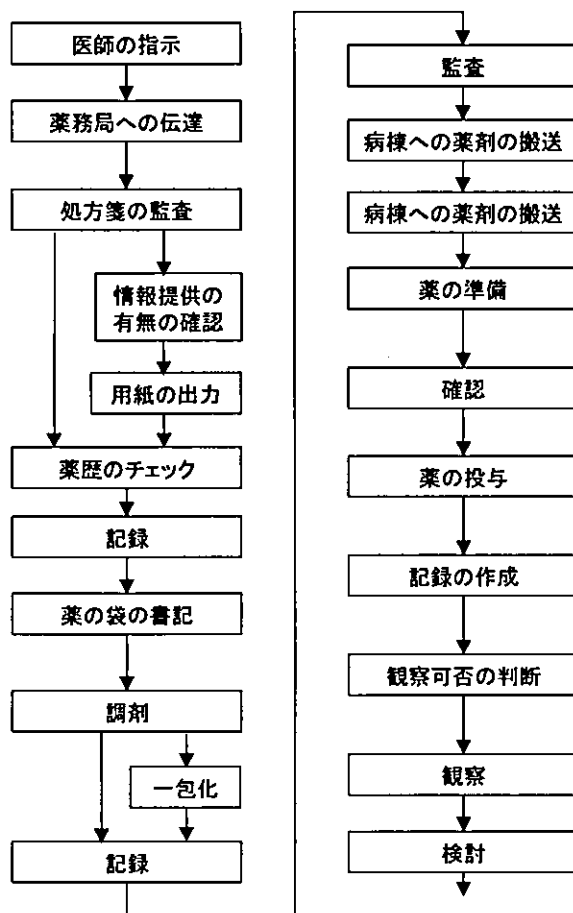 医師の指示
薬務局への伝達
処方箋の監査
情報提供の
有無の確認
用紙の出力
薬歴のチェック
記録
薬の袋の書記
調剤
一包化
記録
監査
病棟への薬剤の搬送
病棟への薬剤の搬送
薬の準備
確認
薬の投与
記録の作成
観察可否の判断
観察
検討